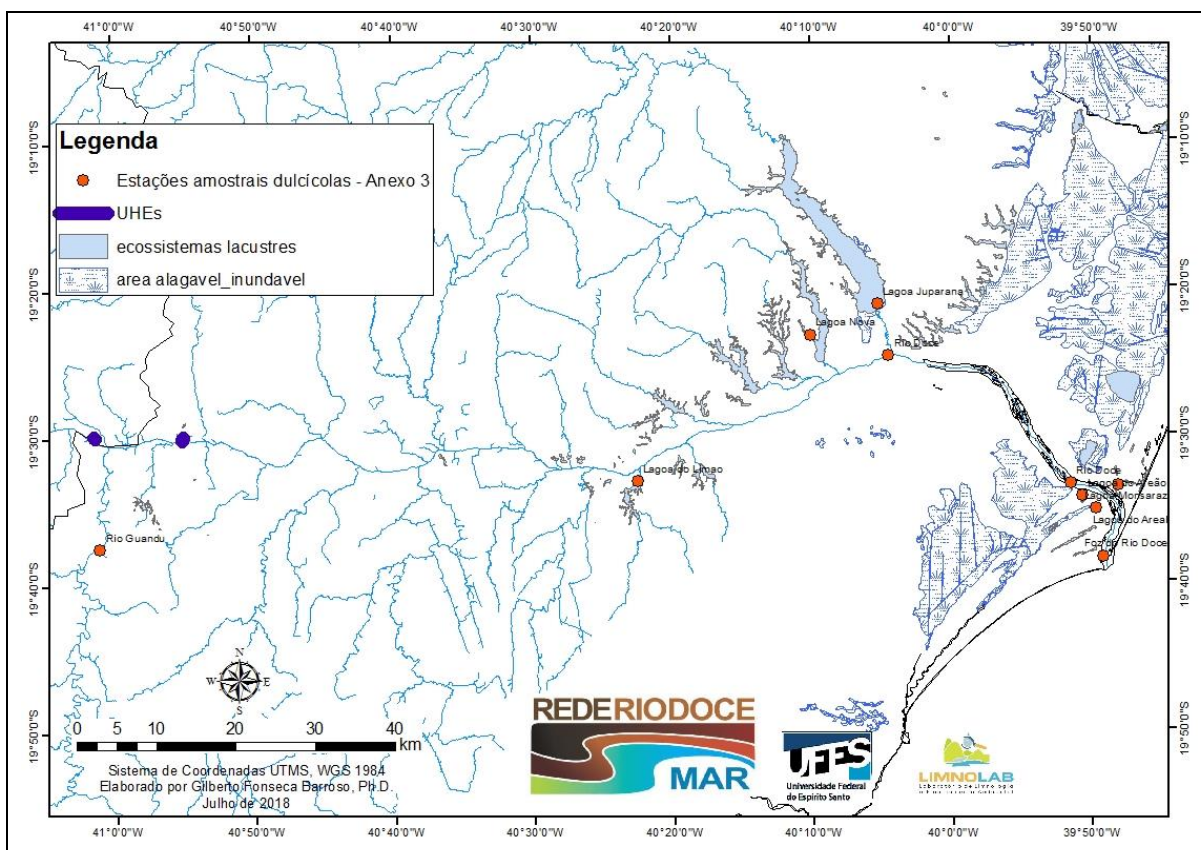 41°0'0"W 40°50'0"W 40°40'0"W 40°30'0"W 40°20'0"W 40°10'0"W 40°0'0"W 39°50'0"W
Legenda
Estações amostrais dulcícolas - Anexo 3
UHEs
ecossistemas lacustres
area alagavel_inundavel
19°10'0"S
19°20'0"S
19°30'0"S
19°40'0"S
19°50'0"S
19°10'0"S
19°20'0"S
19°30'0"S
19°40'0"S
19°50'0"S
Lagoa Juparana
Lagoa Nova
Rio Doce
Lagoa do Limao
Rio Doce
Lagoa do Areão
Lagoa Monsaraz
Lagoa do Areal
Foz do Rio Doce
Rio Guandu
N
W E
S
0 5 10 20 30 40
km
Sistema de Coordenadas UTMS, WGS 1984
Elaborado por Gilberto Fonseca Barroso, Ph.D.
Julho de 2018
REDERIODOCE
MAR
UFES
Universidade Federal
do Espírito Santo
LIMNOLAB
41°0'0"W 40°50'0"W 40°40'0"W 40°30'0"W 40°20'0"W 40°10'0"W 40°0'0"W 39°50'0"W